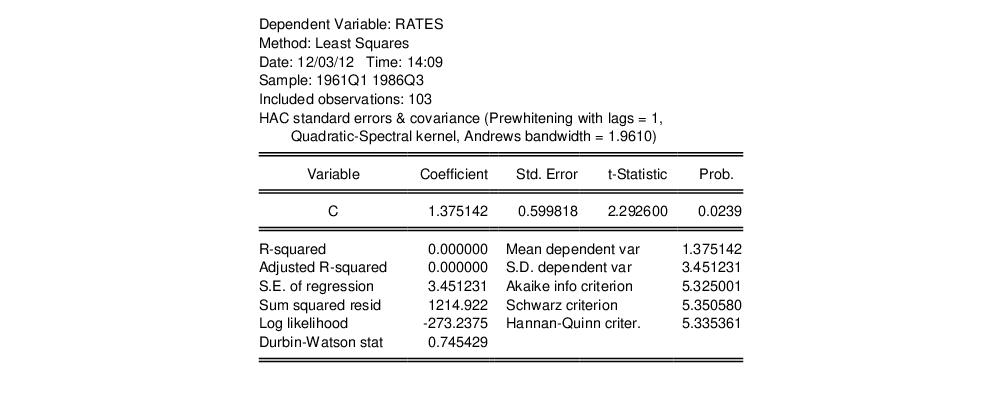 Dependent Variable: RATES
Method: Least Squares
Date: 12/03/12 Time: 14:09
Sample: 1961Q1 1986Q3
Included observations: 103
HAC standard errors & covariance (Prewhitening with lags = 1,
Quadratic-Spectral kernel, Andrews bandwidth = 1.9610)
Variable Coefficient Std. Error t-Statistic Prob.
C 1.375142 0.599818 2.292600 0.0239
R-squared 0.000000 Mean dependent var 1.375142
Adjusted R-squared 0.000000 S.D. dependent var 3.451231
S.E. of regression 3.451231 Akaike info criterion 5.325001
Sum squared resid 1214.922 Schwarz criterion 5.350580
Log likelihood -273.2375 Hannan-Quinn criter. 5.335361
Durbin-Watson stat 0.745429